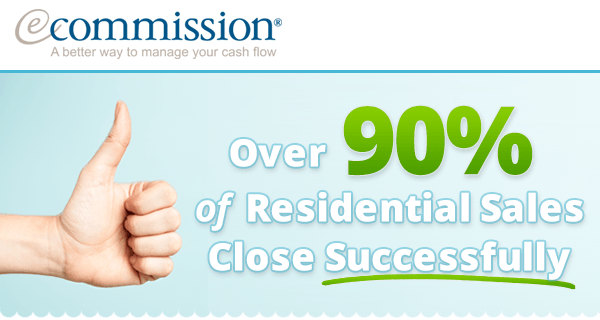 ecommission®
A better way to manage your cash flow
Over 90%
of Residential Sales
Close Successfully